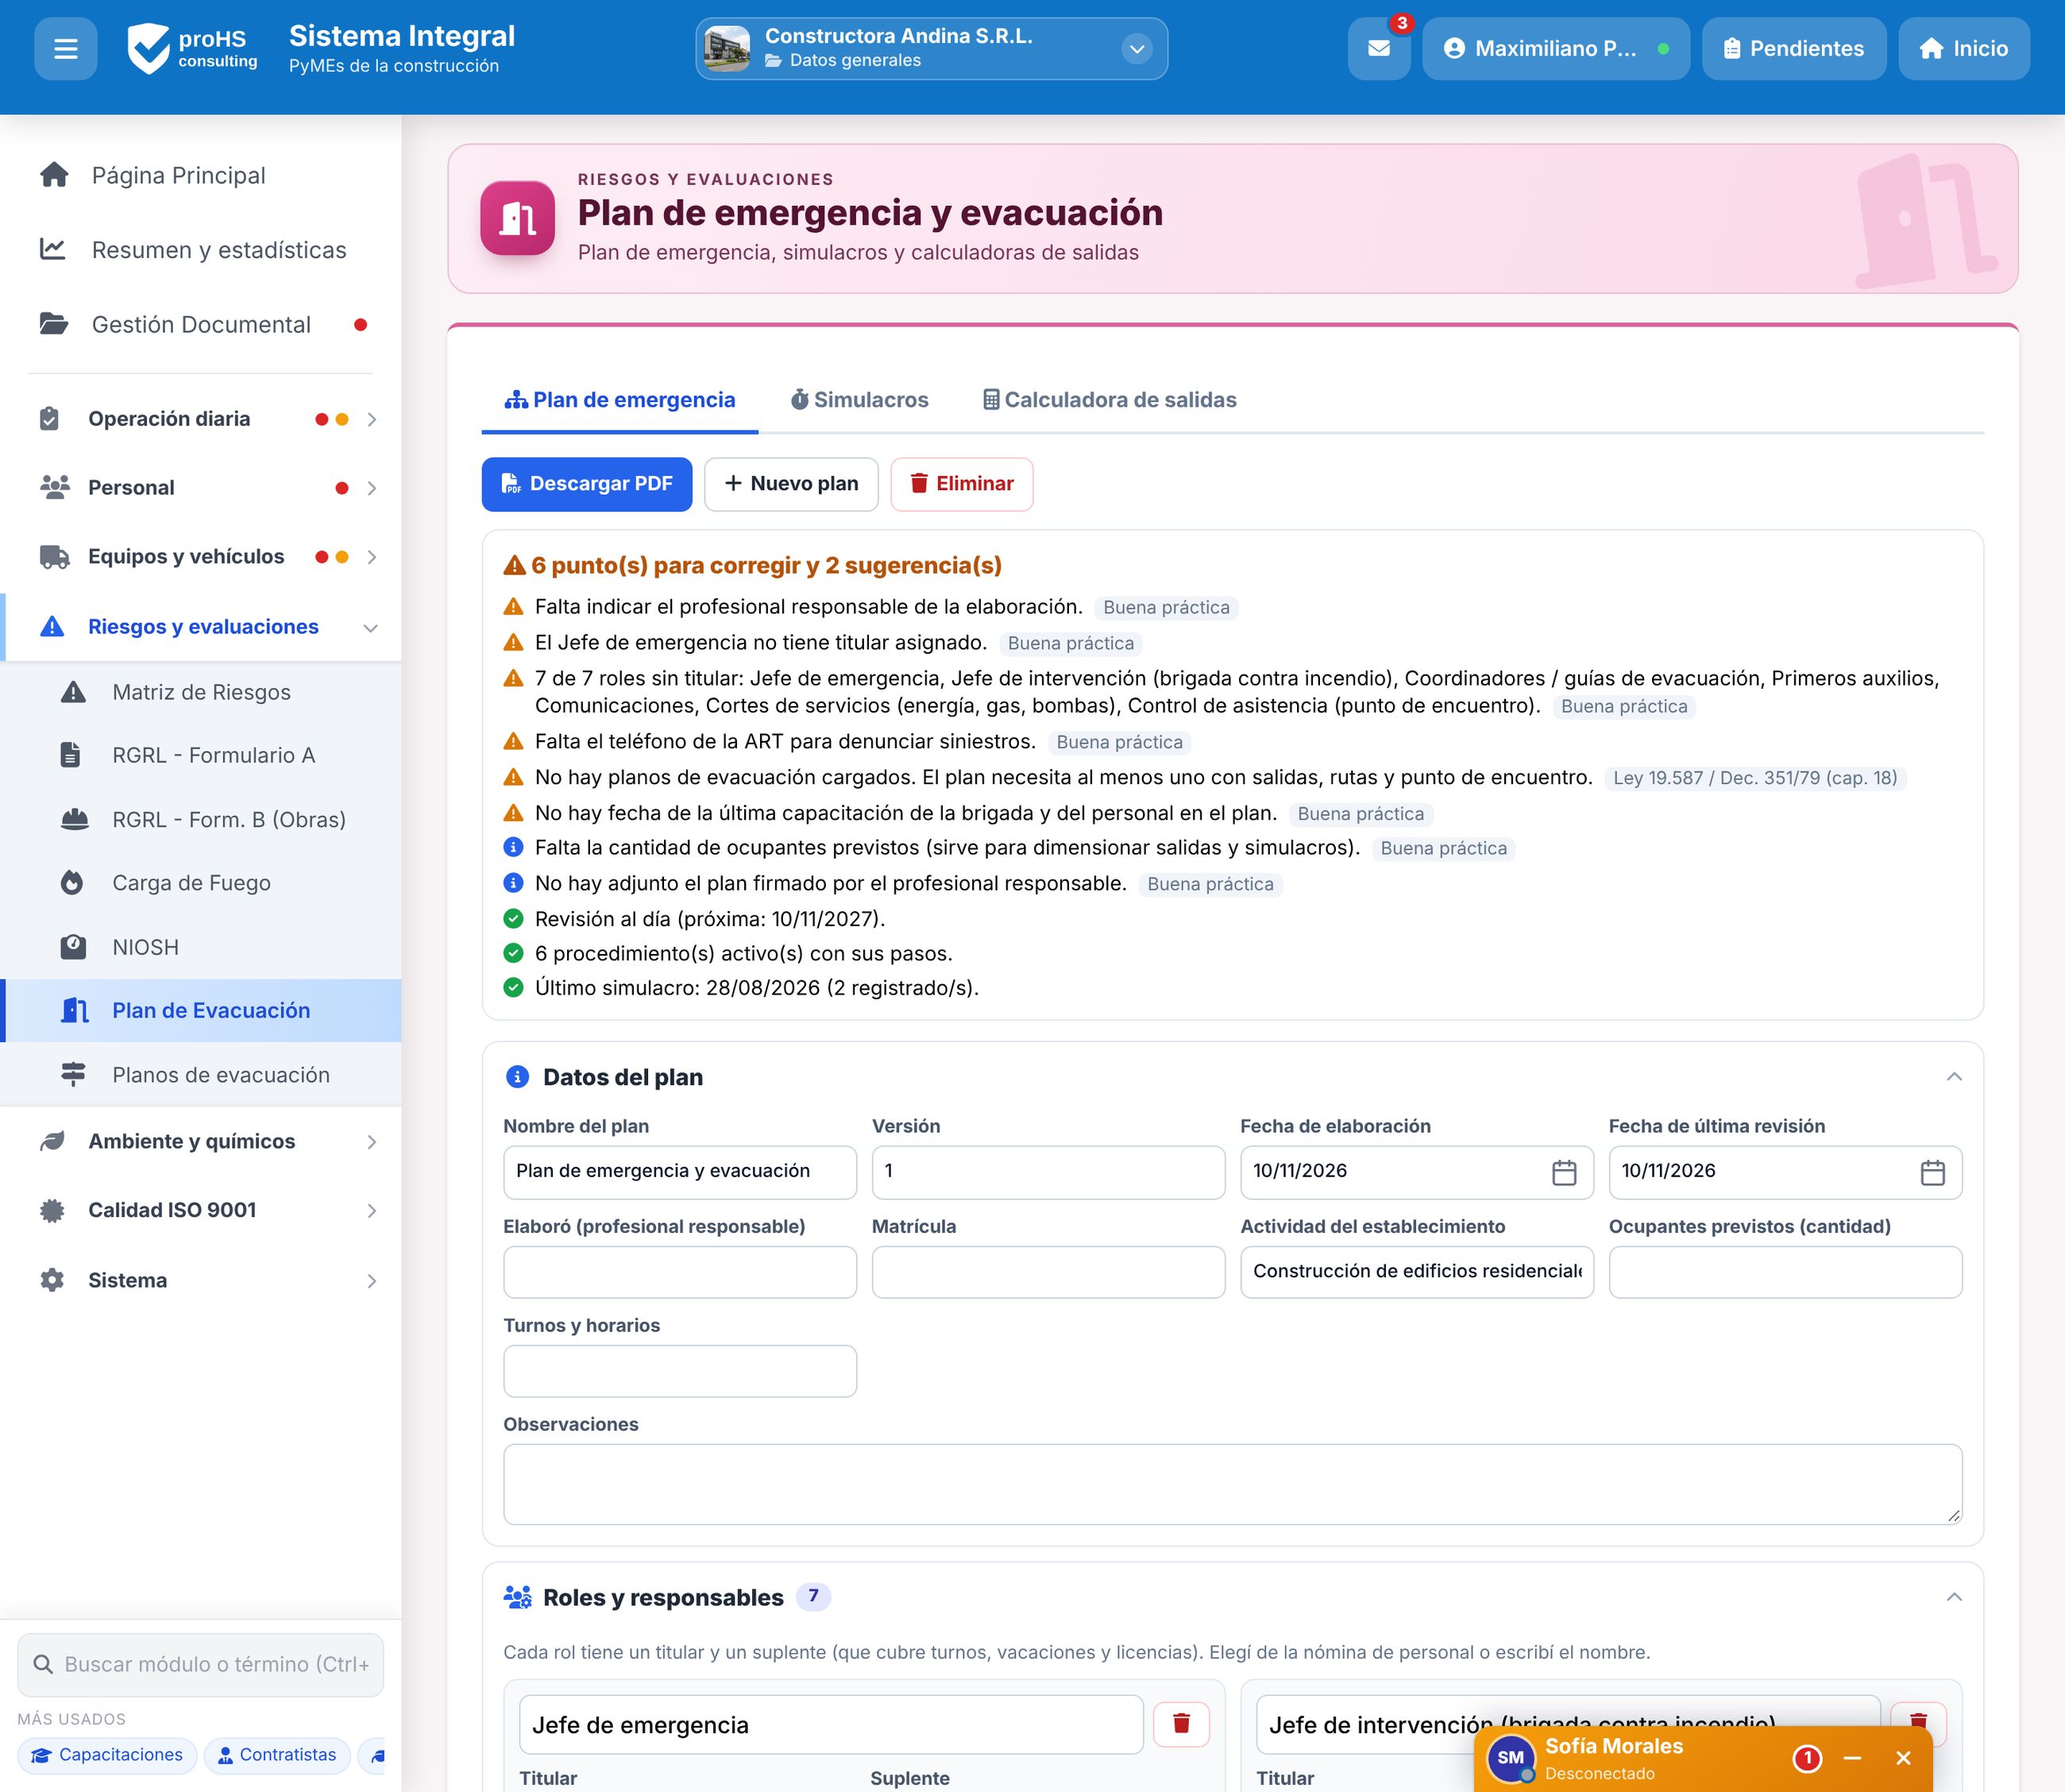 proHS
consulting
Sistema Integral
PyMEs de la construcción
Constructora Andina S.R.L.
Datos generales
3
Maximiliano P...
Pendientes
Inicio
Página Principal
Resumen y estadísticas
Gestión Documental
Operación diaria
Personal
Equipos y vehículos
Riesgos y evaluaciones
Matriz de Riesgos
RGRL - Formulario A
RGRL - Form. B (Obras)
Carga de Fuego
NIOSH
Plan de Evacuación
Planos de evacuación
Ambiente y químicos
Calidad ISO 9001
Sistema
Buscar módulo o término (Ctrl+
MÁS USADOS
Capacitaciones
Contratistas
RIESGOS Y EVALUACIONES
Plan de emergencia y evacuación
Plan de emergencia, simulacros y calculadoras de salidas
Plan de emergencia
Simulacros
Calculadora de salidas
PDF
Descargar PDF
Nuevo plan
Eliminar
6 punto(s) para corregir y 2 sugerencia(s)
Falta indicar el profesional responsable de la elaboración. Buena práctica
El Jefe de emergencia no tiene titular asignado. Buena práctica
7 de 7 roles sin titular: Jefe de emergencia, Jefe de intervención (brigada contra incendio), Coordinadores / guías de evacuación, Primeros auxilios,
Comunicaciones, Cortes de servicios (energía, gas, bombas), Control de asistencia (punto de encuentro). Buena práctica
Falta el teléfono de la ART para denunciar siniestros. Buena práctica
No hay planos de evacuación cargados. El plan necesita al menos uno con salidas, rutas y punto de encuentro. Ley 19.587 / Dec. 351/79 (cap. 18)
No hay fecha de la última capacitación de la brigada y del personal en el plan. Buena práctica
Falta la cantidad de ocupantes previstos (sirve para dimensionar salidas y simulacros). Buena práctica
No hay adjunto el plan firmado por el profesional responsable. Buena práctica
Revisión al día (próxima: 10/11/2027).
6 procedimiento(s) activo(s) con sus pasos.
Último simulacro: 28/08/2026 (2 registrado/s).
Datos del plan
Nombre del plan
Versión
Fecha de elaboración
Fecha de última revisión
Plan de emergencia y evacuación
1
10/11/2026
10/11/2026
Elaboró (profesional responsable)
Matrícula
Actividad del establecimiento
Ocupantes previstos (cantidad)
Construcción de edificios residenciale
Turnos y horarios
Observaciones
Roles y responsables 7
Cada rol tiene un titular y un suplente (que cubre turnos, vacaciones y licencias). Elegí de la nómina de personal o escribí el nombre.
Jefe de emergencia
Jefe de intervención (brigada contra incendio)
Titular
Suplente
Titular
SM
Sofía Morales
Desconectado
1